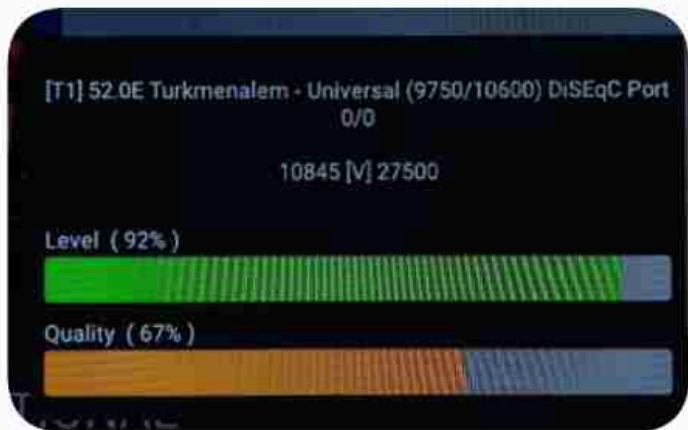 [T1] 52.0E Turkmenalem - Universal (9750/10600) DiSEqC Port
0/0
10845 [V] 27500
Level ( 92% )
Quality ( 67% )